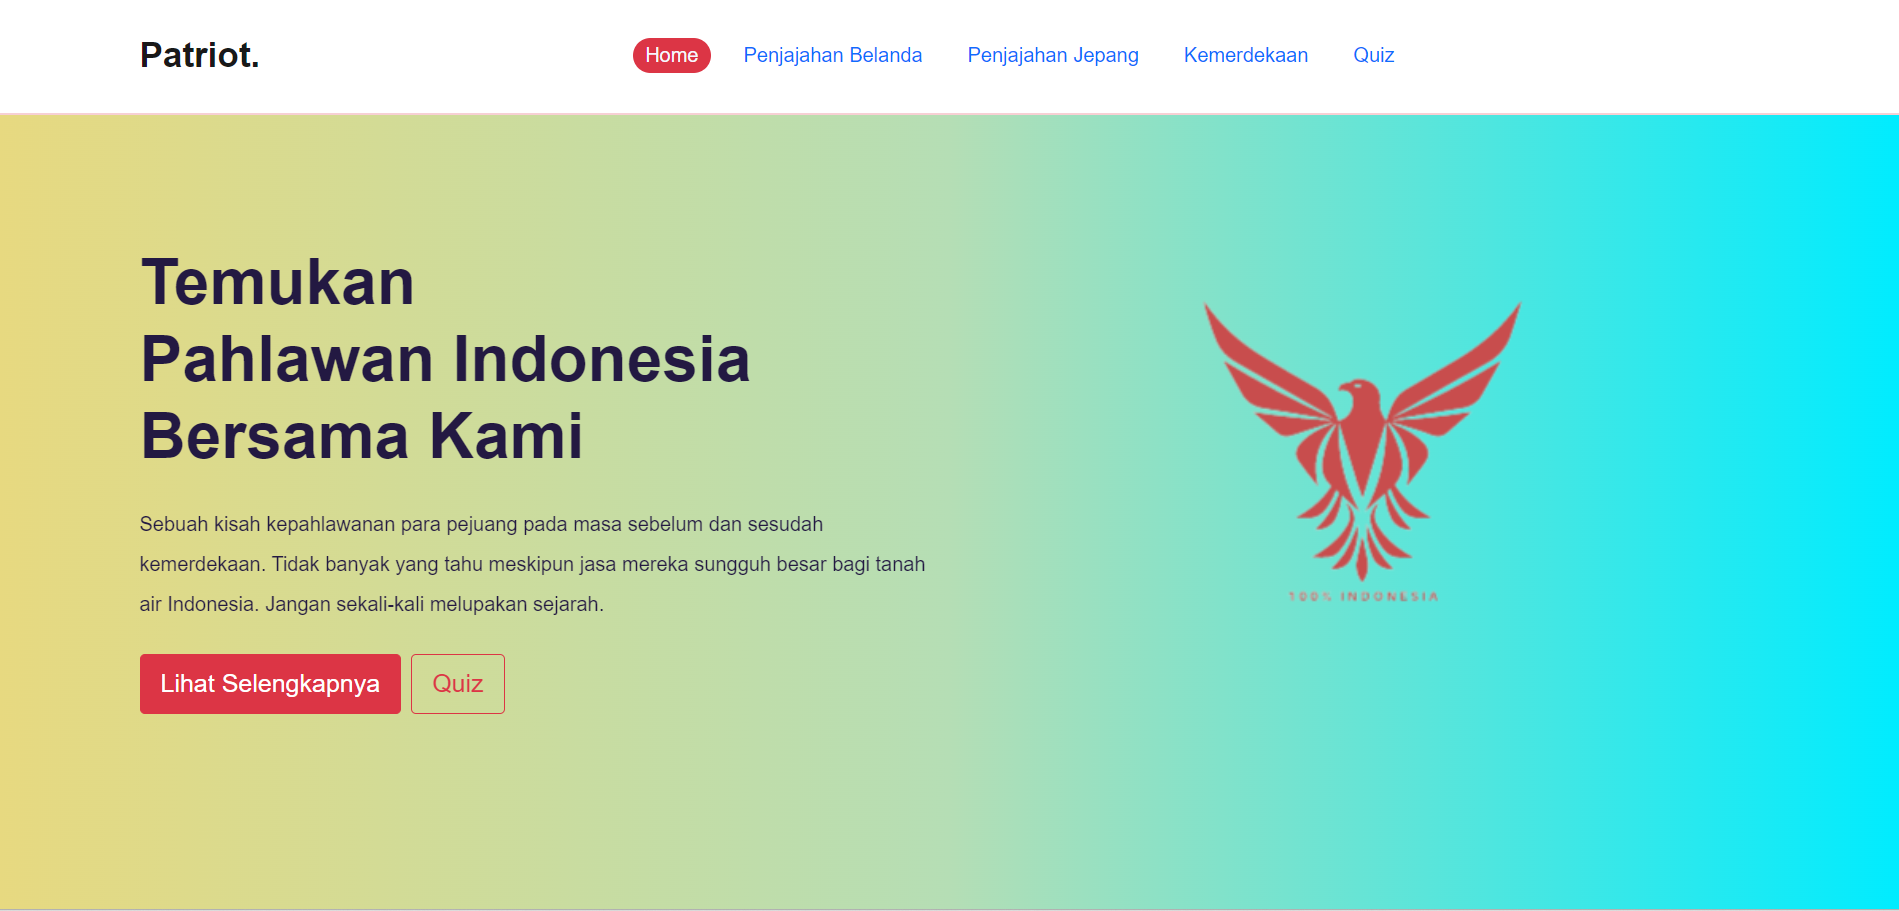 Patriot.
Home
Penjajahan Belanda
Penjajahan Jepang
Kemerdekaan
Quiz
Temukan
Pahlawan Indonesia
Bersama Kami
Sebuah kisah kepahlawanan para pejuang pada masa sebelum dan sesudah
kemerdekaan. Tidak banyak yang tahu meskipun jasa mereka sungguh besar bagi tanah
air Indonesia. Jangan sekali-kali melupakan sejarah.
Lihat Selengkapnya
Quiz
100% INDONESIA